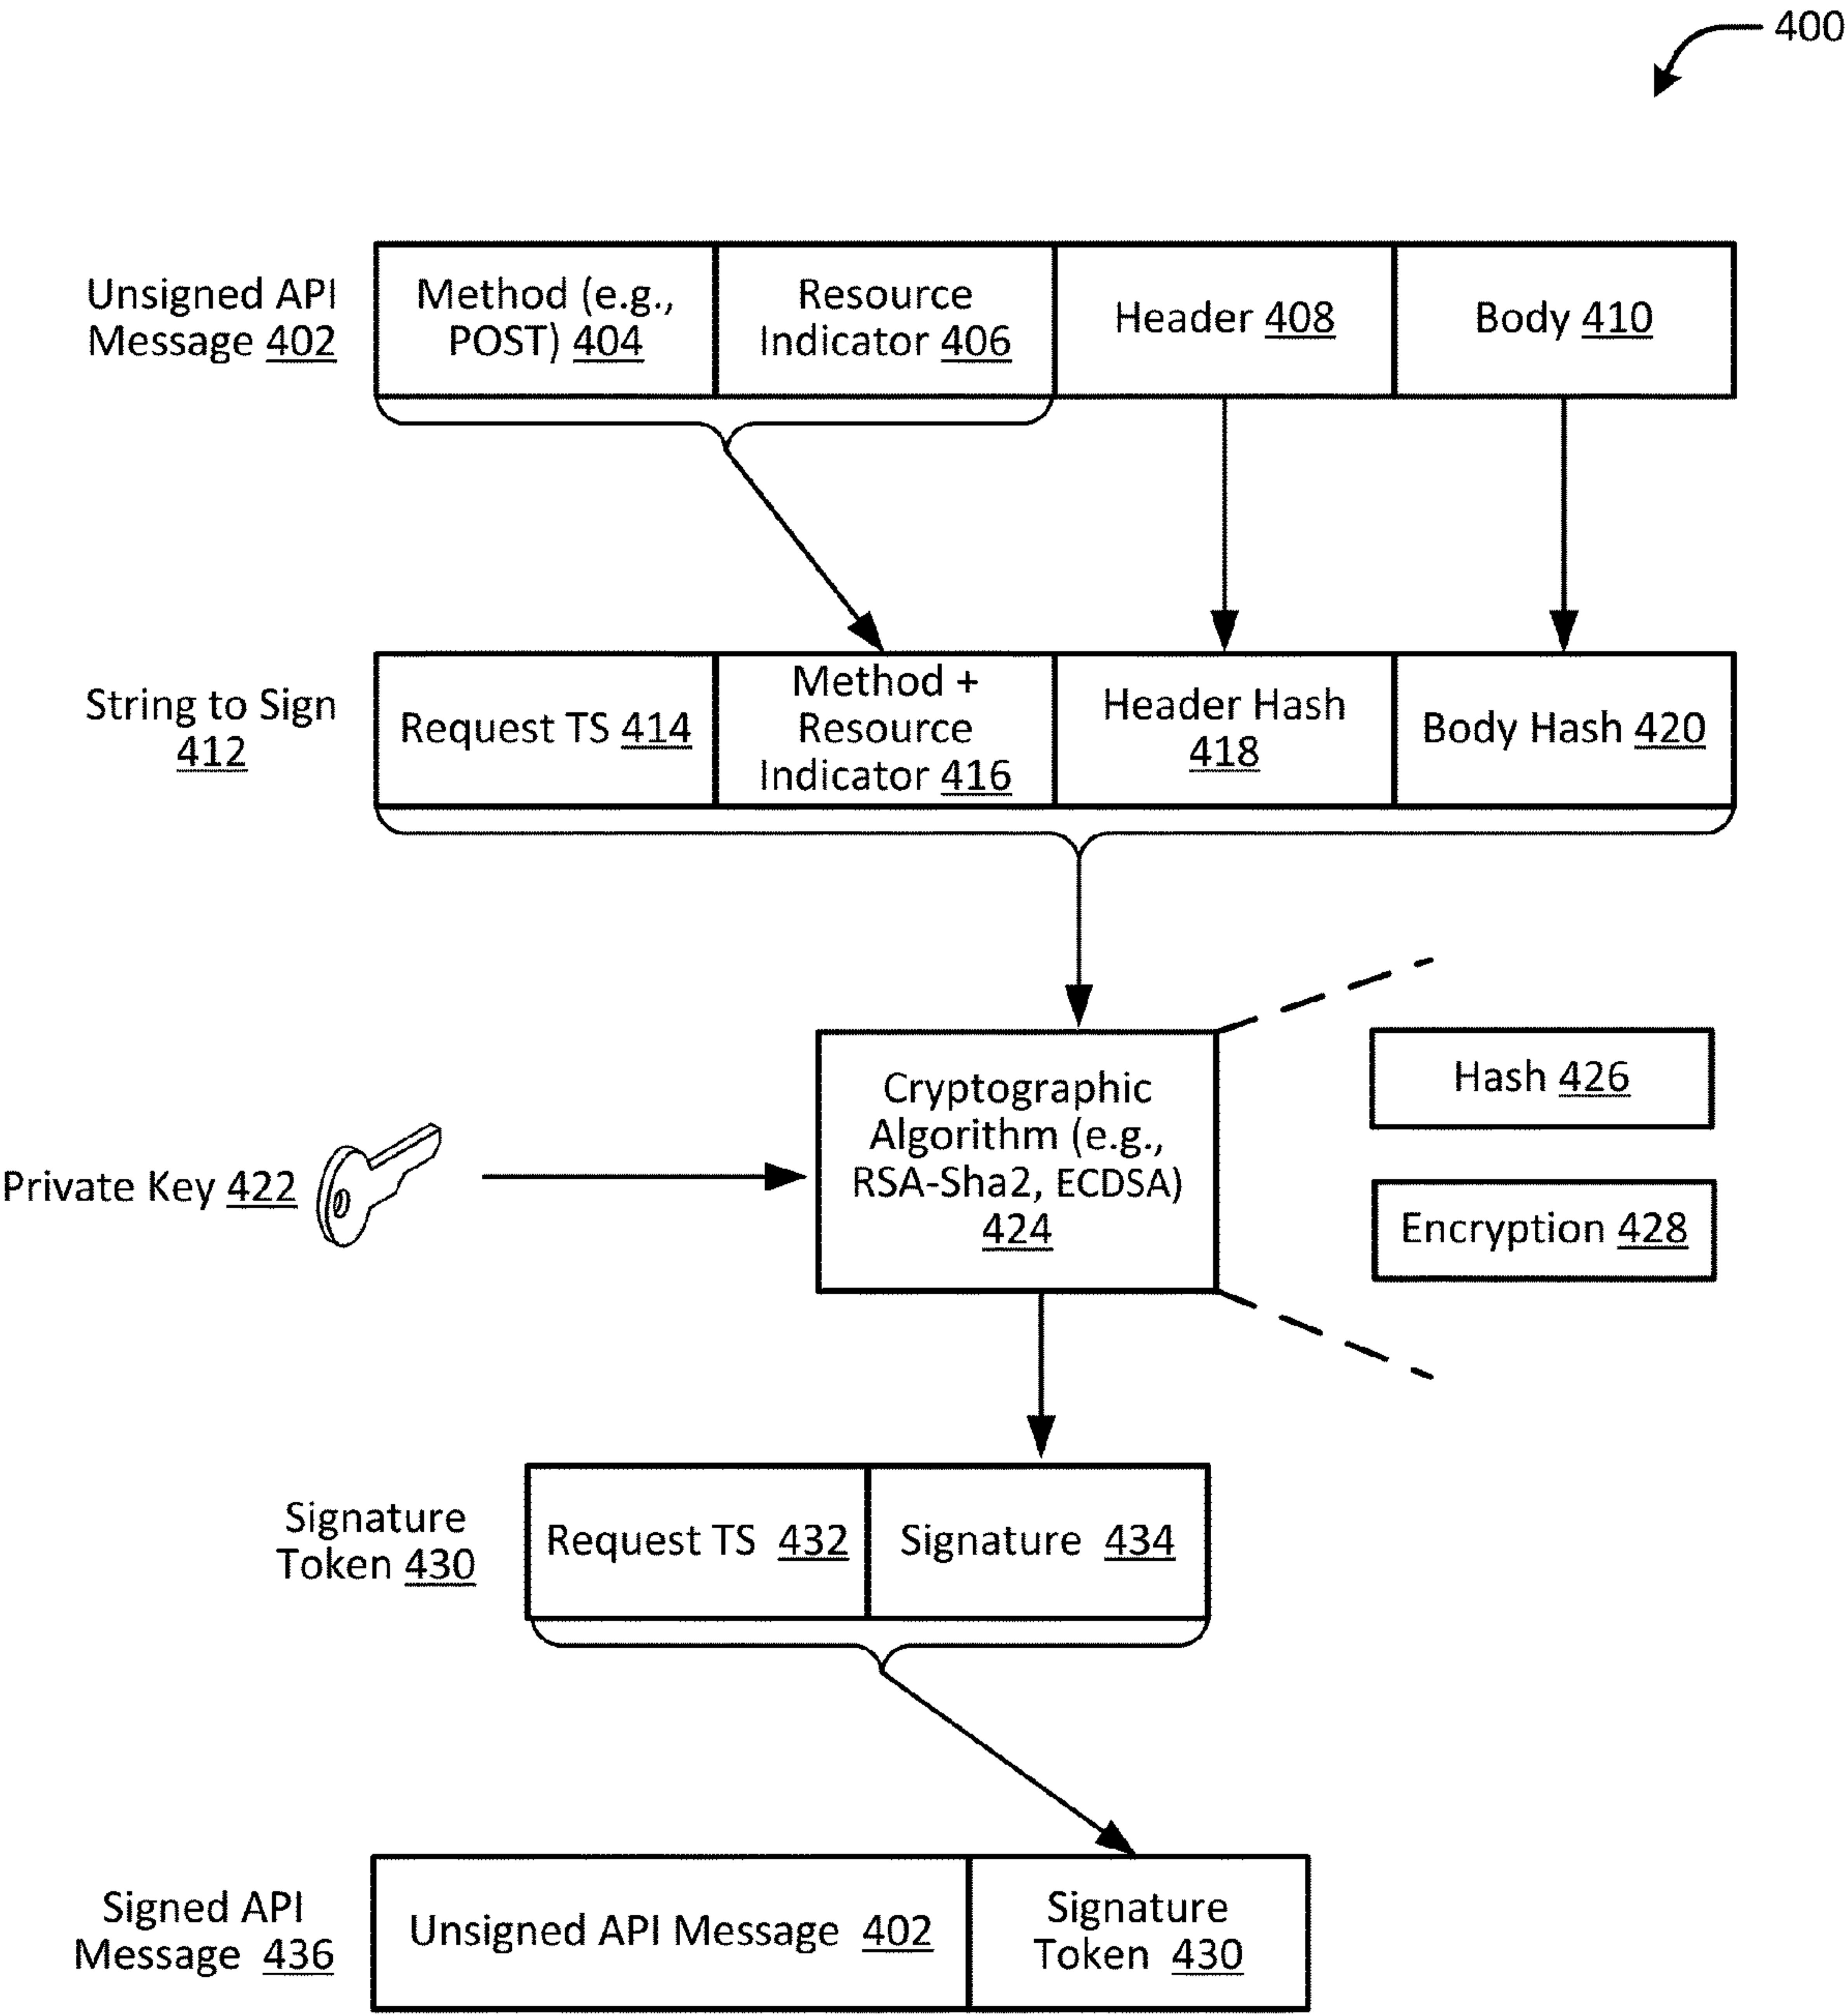 400
Unsigned API
Message 402
Method (e.g.,
POST) 404
Resource
Indicator 406
Header 408
Body 410
String to Sign
412
Request TS 414
Method +
Resource
Indicator 416
Header Hash
418
Body Hash 420
Private Key 422
Cryptographic
Algorithm (e.g.,
RSA-Sha2, ECDSA)
424
Hash 426
Encryption 428
Signature
Token 430
Request TS 432
Signature 434
Signed API
Message 436
Unsigned API Message 402
Signature
Token 430